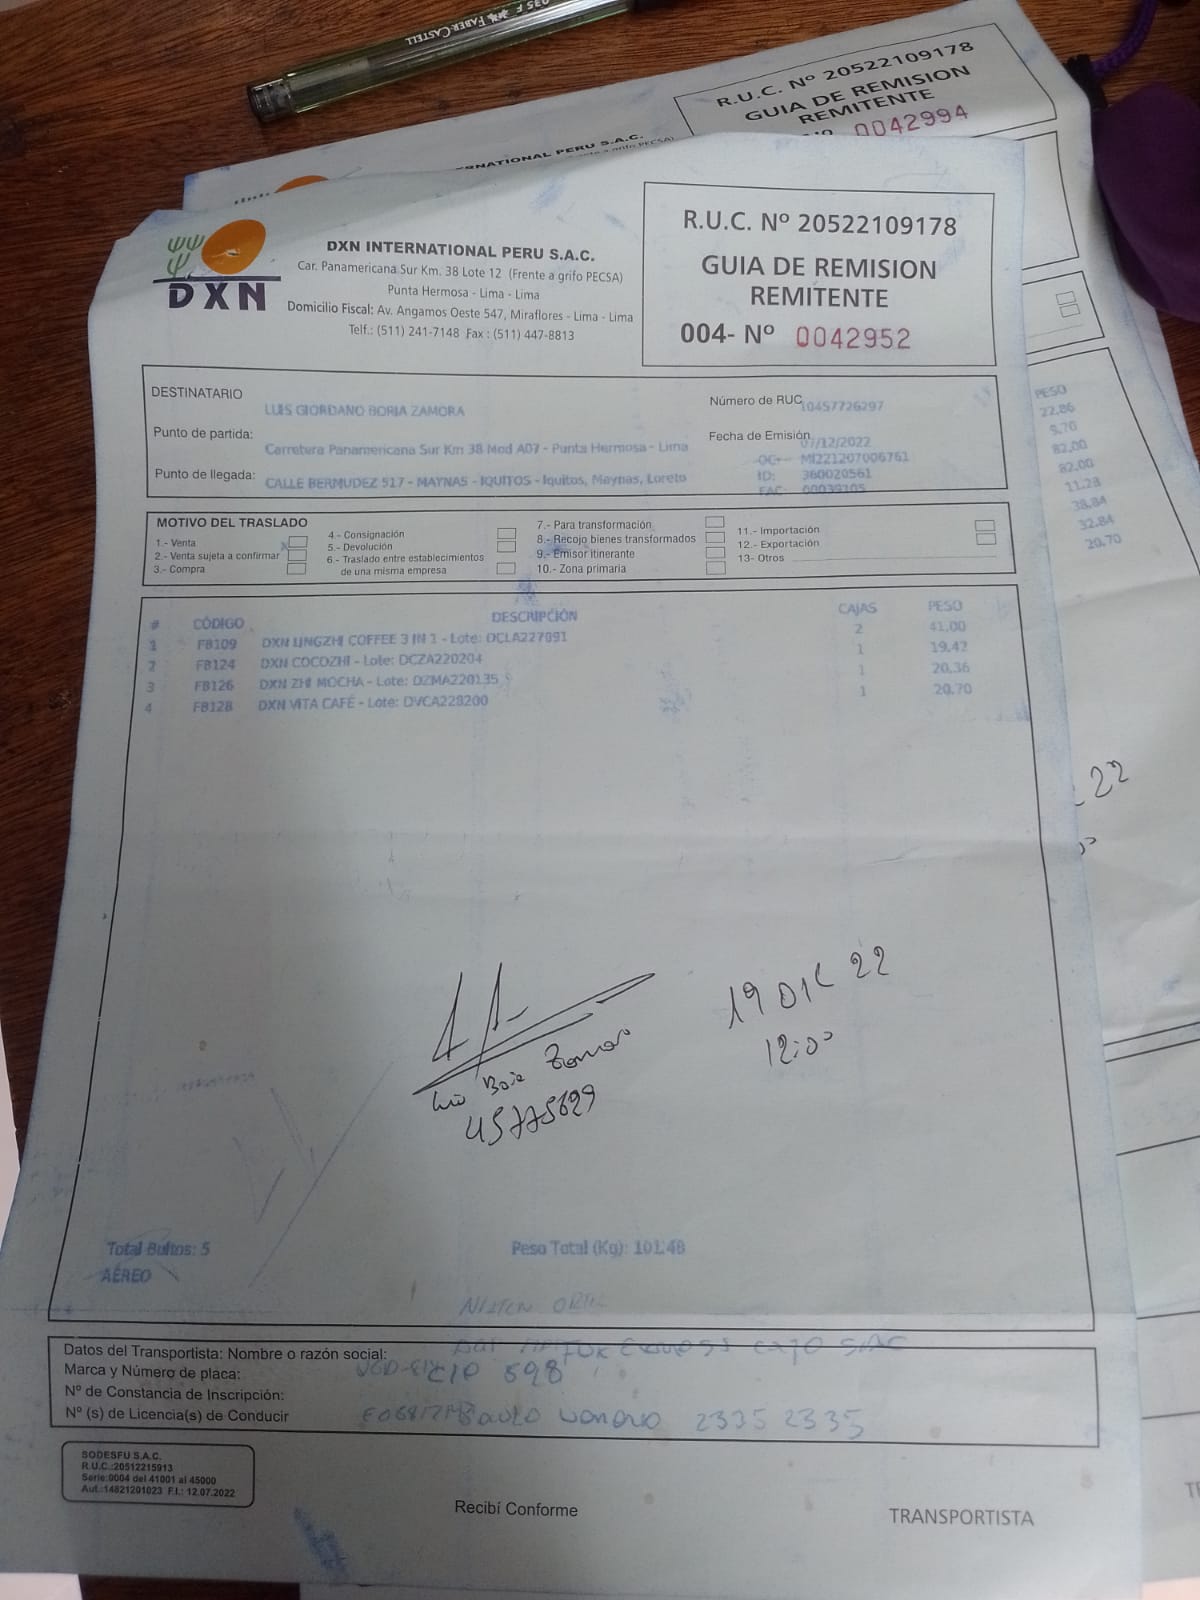 035 F FABER-CASTELL
R.U.C. Nº 20522109178
GUIA DE REMISION
REMITENTE
0042994
PERU S.A.C.
PESO
22.86
9.70
82.00
82.00
11.28
38.84
32.84
20.70
22
DXN
DXN INTERNATIONAL PERU S.A.C.
Car. Panamericana Sur Km. 38 Lote 12 (Frente a grifo PECSA)
Punta Hermosa - Lima - Lima
Domicilio Fiscal: Av. Angamos Oeste 547, Miraflores - Lima - Lima
Telf.: (511) 241-7148 Fax : (511) 447-8813
R.U.C. Nº 20522109178
GUIA DE REMISION
REMITENTE
004- Nº 0042952
DESTINATARIO
LUIS GIORDANO BORJA ZAMORA
Número de RUC 10457726297
Punto de partida:
Carretera Panamericana Sur Km 38 Mod A07 - Punta Hermosa - Lima
Fecha de Emisión 07/12/2022
OC MI221207006761
Punto de llegada: CALLE BERMUDEZ 517 - MAYNAS - IQUITOS - Iquitos, Maynas, Loreto
ID: 360020561
FAC: 00039105
MOTIVO DEL TRASLADO
1.- Venta
2.- Venta sujeta a confirmar
3.- Compra
4.- Consignación
5.- Devolución
6.- Traslado entre establecimientos
de una misma empresa
7.- Para transformación
8.- Recojo bienes transformados
9.- Emisor itinerante
10.- Zona primaria
11.- Importación
12.- Exportación
13- Otros
# CÓDIGO DESCRIPCIÓN CAJAS PESO
1 FB109 DXN LINGZHI COFFEE 3 IN 1 - Lote: DCLA227091 2 41,00
2 FB124 DXN COCOZHI - Lote: DCZA220204 1 19.42
3 FB126 DXN ZHI MOCHA - Lote: DZMA220135 1 20.36
4 FB128 DXN VITA CAFÉ - Lote: DVCA228200 1 20.70
19 DIC 22
12:00
45775629
Total Bultos: 5
Peso Total (Kg): 101.48
AÉREO
Datos del Transportista: Nombre o razón social:
Marca y Número de placa:
Nº de Constancia de Inscripción:
Nº (s) de Licencia(s) de Conducir
2335 2335
SODESFU S.A.C.
R.U.C.:20512215913
Serie:0004 del 41001 al 45000
Aut.:14821201023 F.I.: 12.07.2022
Recibí Conforme
TRANSPORTISTA